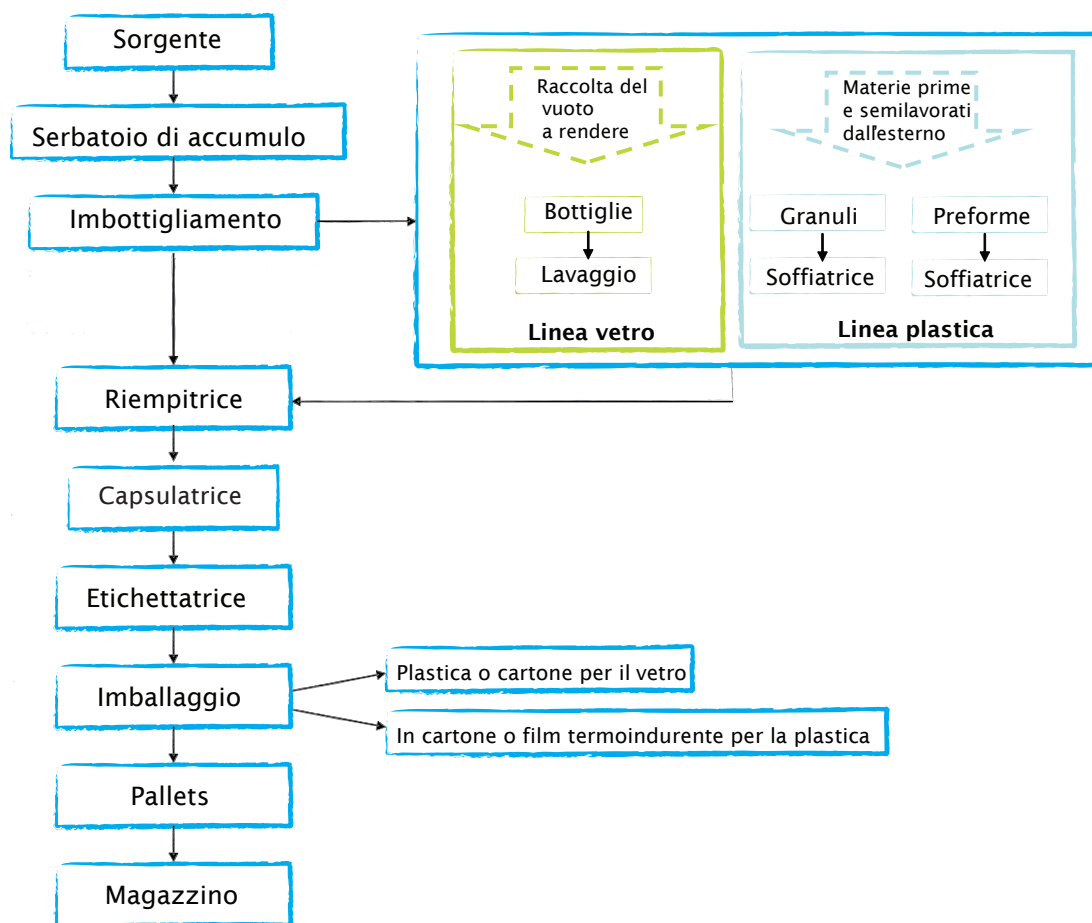 Sorgente
Serbatoio di accumulo
Imbottigliamento
Raccolta del
vuoto
a rendere
Bottiglie
Lavaggio
Linea vetro
Materie prime
e semilavorati
dall'esterno
Granuli
Soffiatrice
Preforme
Soffiatrice
Linea plastica
Riempitrice
Capsulatrice
Etichettatrice
Imballaggio
Plastica o cartone per il vetro
In cartone o film termoindurente per la plastica
Pallets
Magazzino